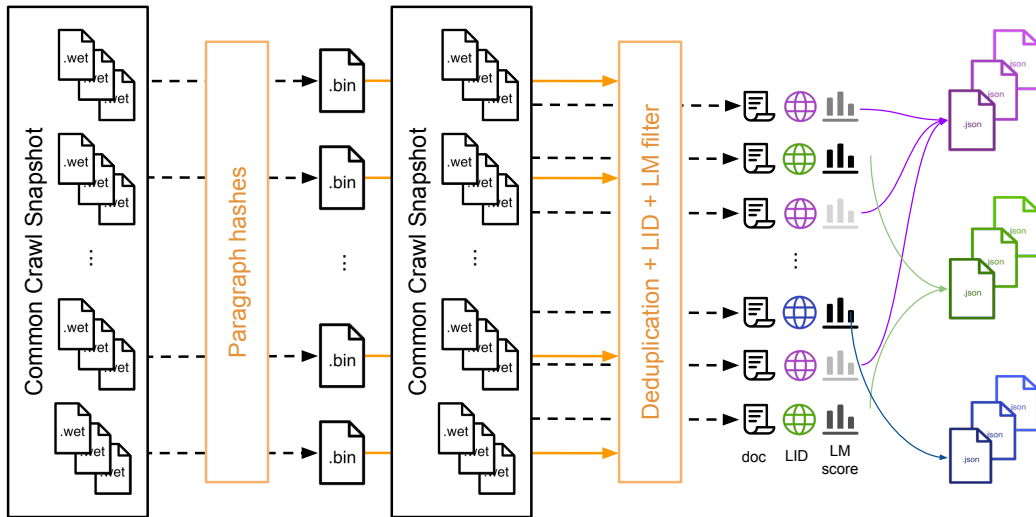 Common Crawl Snapshot
.wet
.wet
.wet
.wet
.wet
.wet
...
.wet
.wet
.wet
.wet
.wet
.wet
Paragraph hashes
.bin
.bin
...
.bin
.bin
Common Crawl Snapshot
.wet
.wet
.wet
.wet
.wet
.wet
...
.wet
.wet
.wet
.wet
.wet
.wet
Deduplication + LID + LM filter
...
doc
LID
LM
score
.json
.json
.json
.json
.json
.json
.json
.json
.json